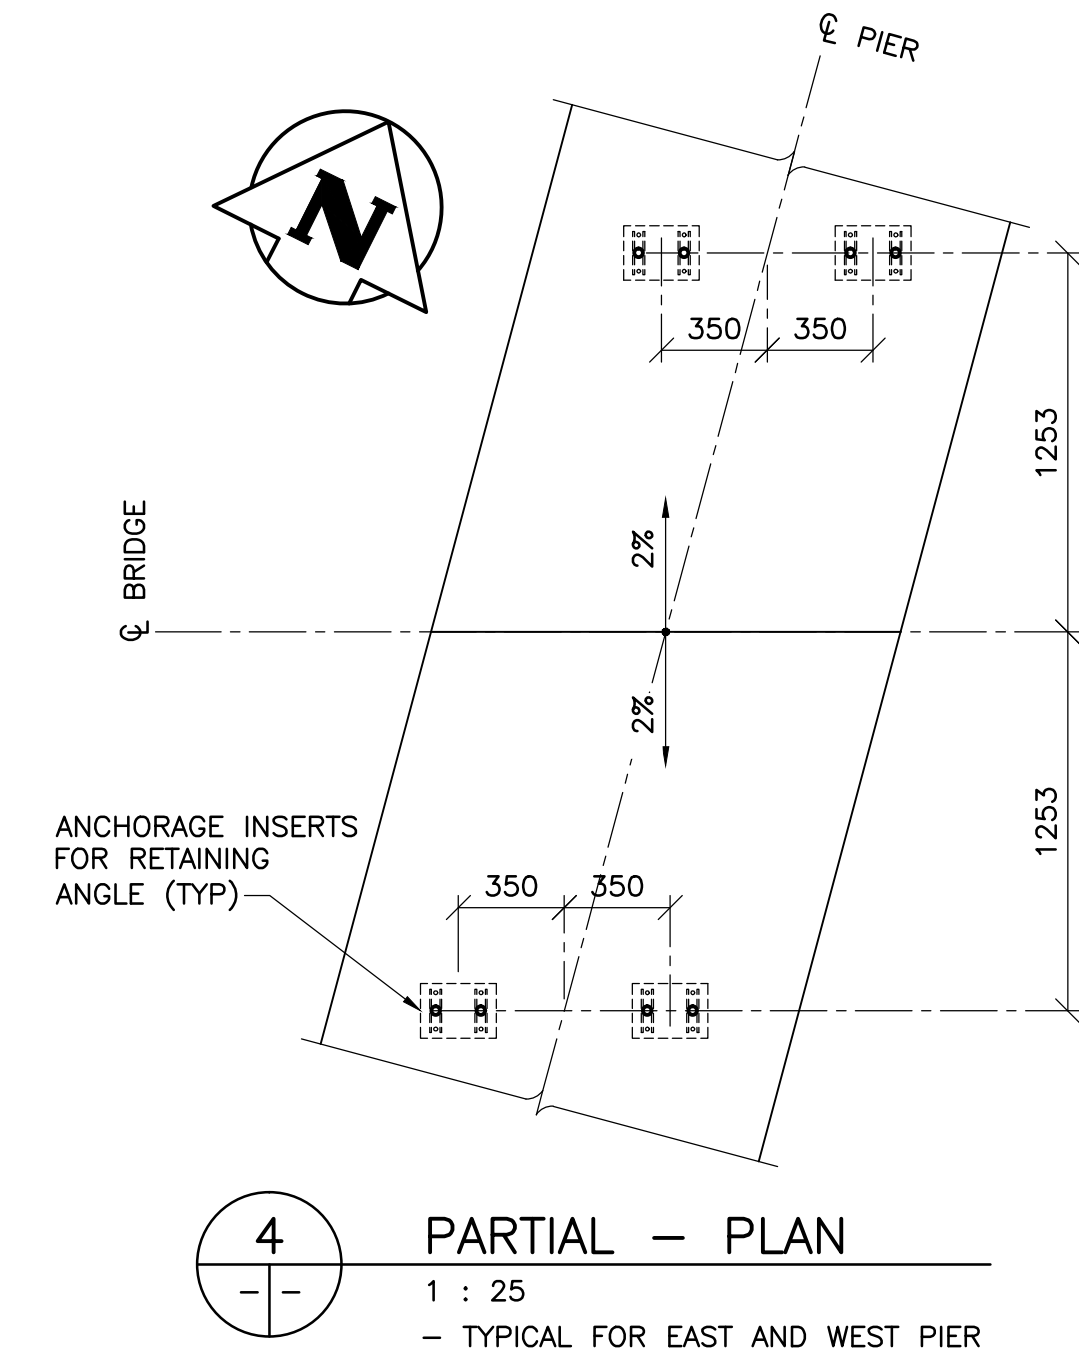 ℄ PIER
N
350 350
1253
℄ BRIDGE
2%
2%
1253
ANCHORAGE INSERTS
FOR RETAINING
ANGLE (TYP)
350 350
4
– –
PARTIAL – PLAN
1 : 25
– TYPICAL FOR EAST AND WEST PIER